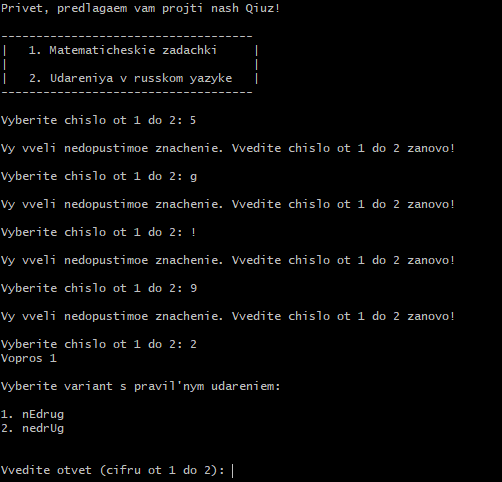 Privet, predlagaem vam projti nash Qiuz!
------------------------------------
|   1. Matematicheskie zadachki     |
|                                   |
|   2. Udareniya v russkom yazyke   |
------------------------------------
Vyberite chislo ot 1 do 2: 5
Vy vveli nedopustimoe znachenie. Vvedite chislo ot 1 do 2 zanovo!
Vyberite chislo ot 1 do 2: g
Vy vveli nedopustimoe znachenie. Vvedite chislo ot 1 do 2 zanovo!
Vyberite chislo ot 1 do 2: !
Vy vveli nedopustimoe znachenie. Vvedite chislo ot 1 do 2 zanovo!
Vyberite chislo ot 1 do 2: 9
Vy vveli nedopustimoe znachenie. Vvedite chislo ot 1 do 2 zanovo!
Vyberite chislo ot 1 do 2: 2
Vopros 1
Vyberite variant s pravil'nym udareniem:
1. nEdrug
2. nedrUg
Vvedite otvet (cifru ot 1 do 2):